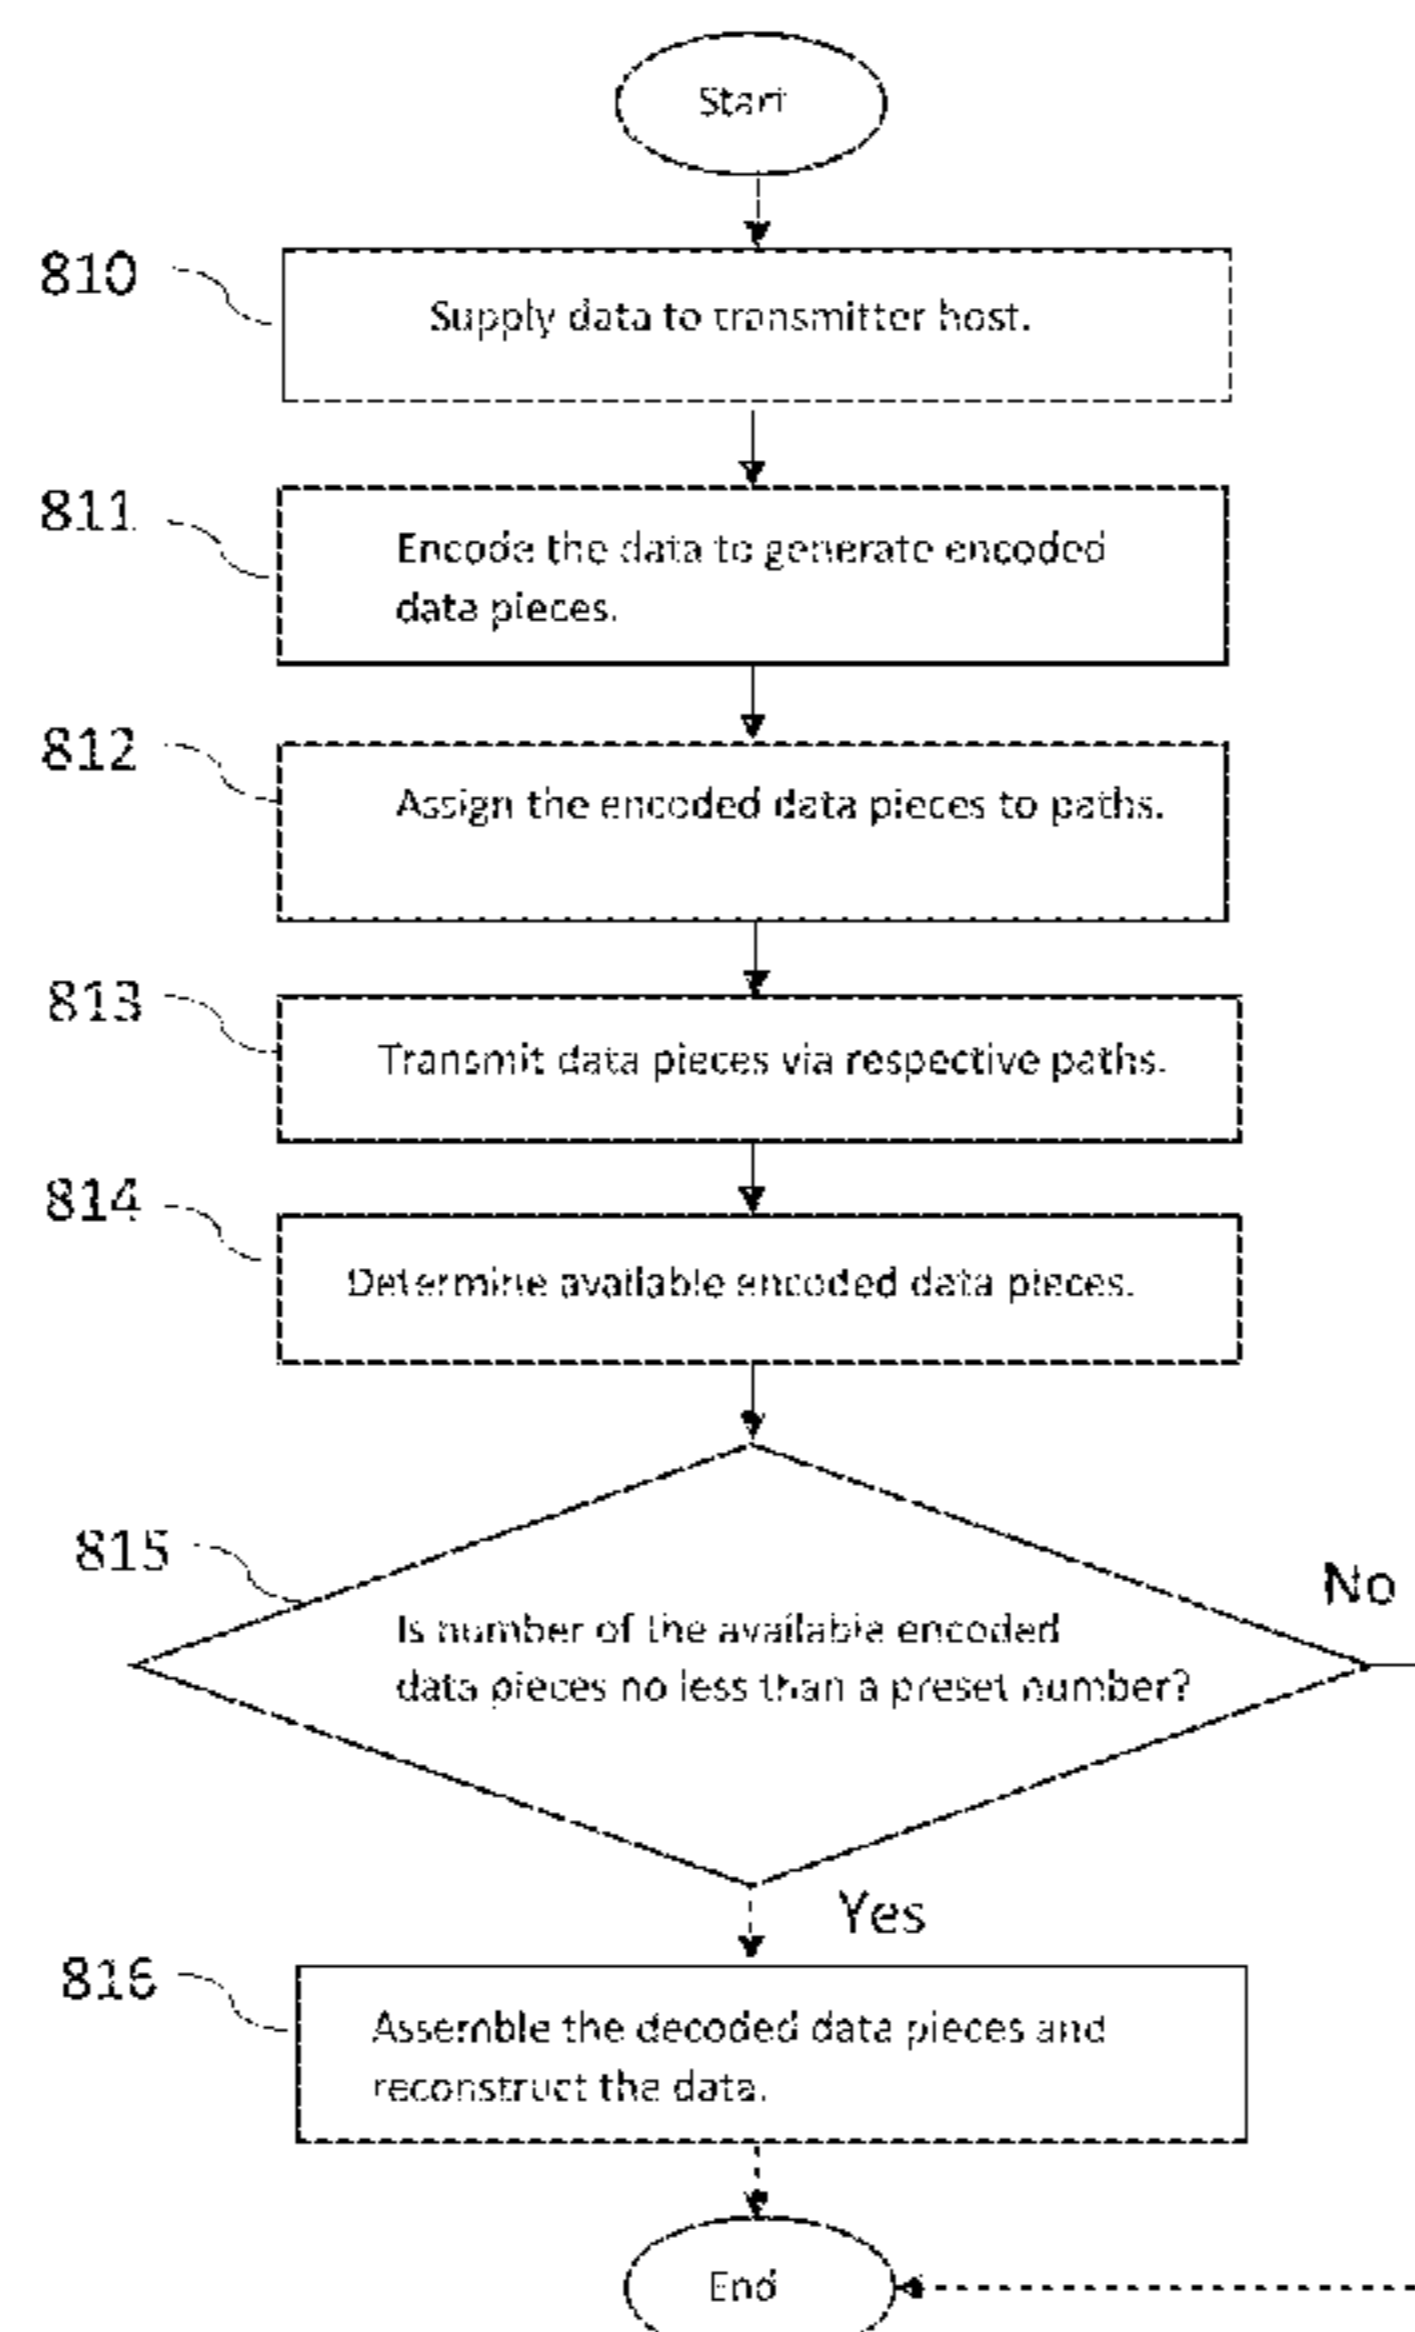 Start
810
Supply data to transmitter host.
811
Encode the data to generate encoded
data pieces.
812
Assign the encoded data pieces to paths.
813
Transmit data pieces via respective paths.
814
Determine available encoded data pieces.
815
No
Is number of the available encoded
data pieces no less than a preset number?
Yes
816
Assemble the decoded data pieces and
reconstruct the data.
End